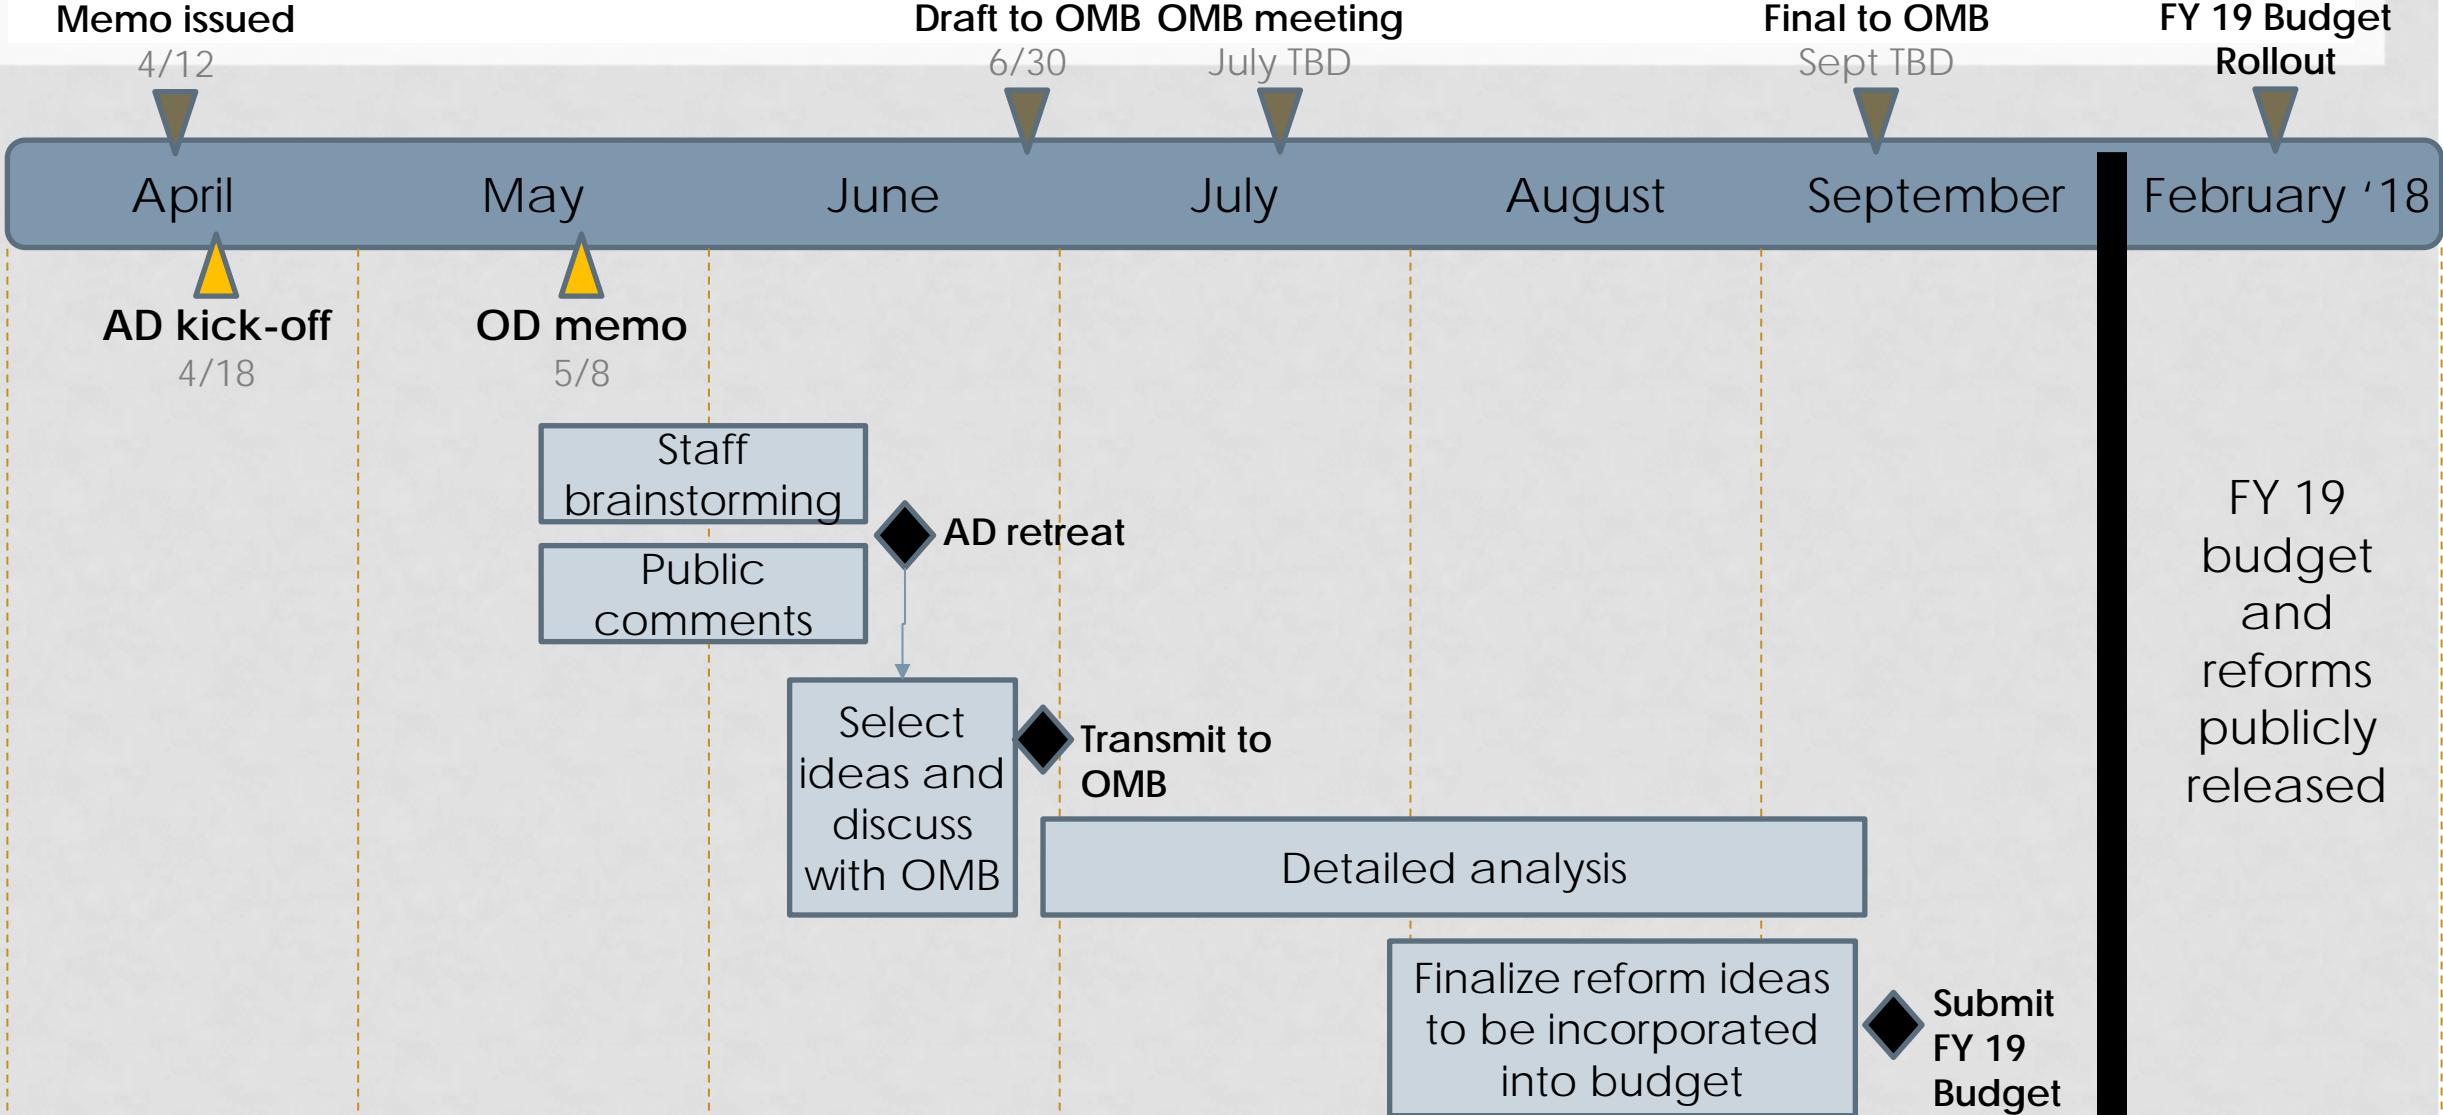 Memo issued
4/12
Draft to OMB
6/30
OMB meeting
July TBD
Final to OMB
Sept TBD
FY 19 Budget
Rollout
April
May
June
July
August
September
February ‘18
AD kick-off
4/18
OD memo
5/8
Staff
brainstorming
AD retreat
Public
comments
Select
ideas and
discuss
with OMB
Transmit to
OMB
Detailed analysis
Finalize reform ideas
to be incorporated
into budget
Submit
FY 19
Budget
FY 19
budget
and
reforms
publicly
released